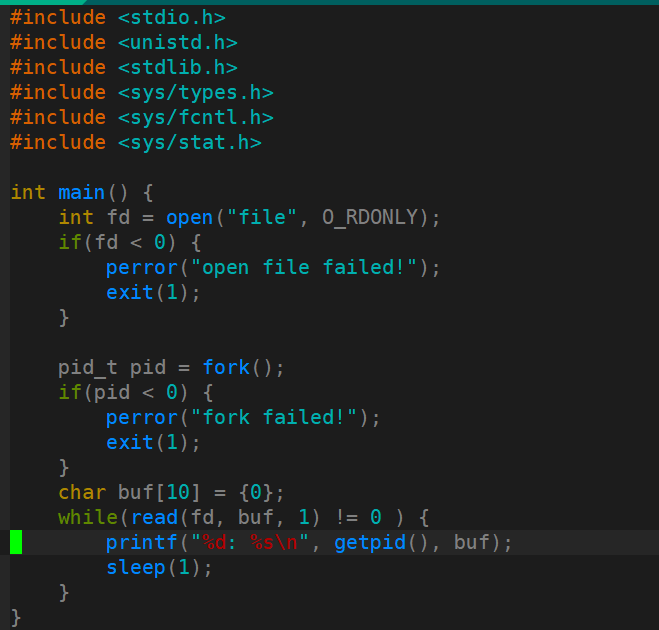 #include <stdio.h>
#include <unistd.h>
#include <stdlib.h>
#include <sys/types.h>
#include <sys/fcntl.h>
#include <sys/stat.h>
int main() {
    int fd = open("file", O_RDONLY);
    if(fd < 0) {
        perror("open file failed!");
        exit(1);
    }
    pid_t pid = fork();
    if(pid < 0) {
        perror("fork failed!");
        exit(1);
    }
    char buf[10] = {0};
    while(read(fd, buf, 1) != 0 ) {
        printf("%d: %s\n", getpid(), buf);
        sleep(1);
    }
}